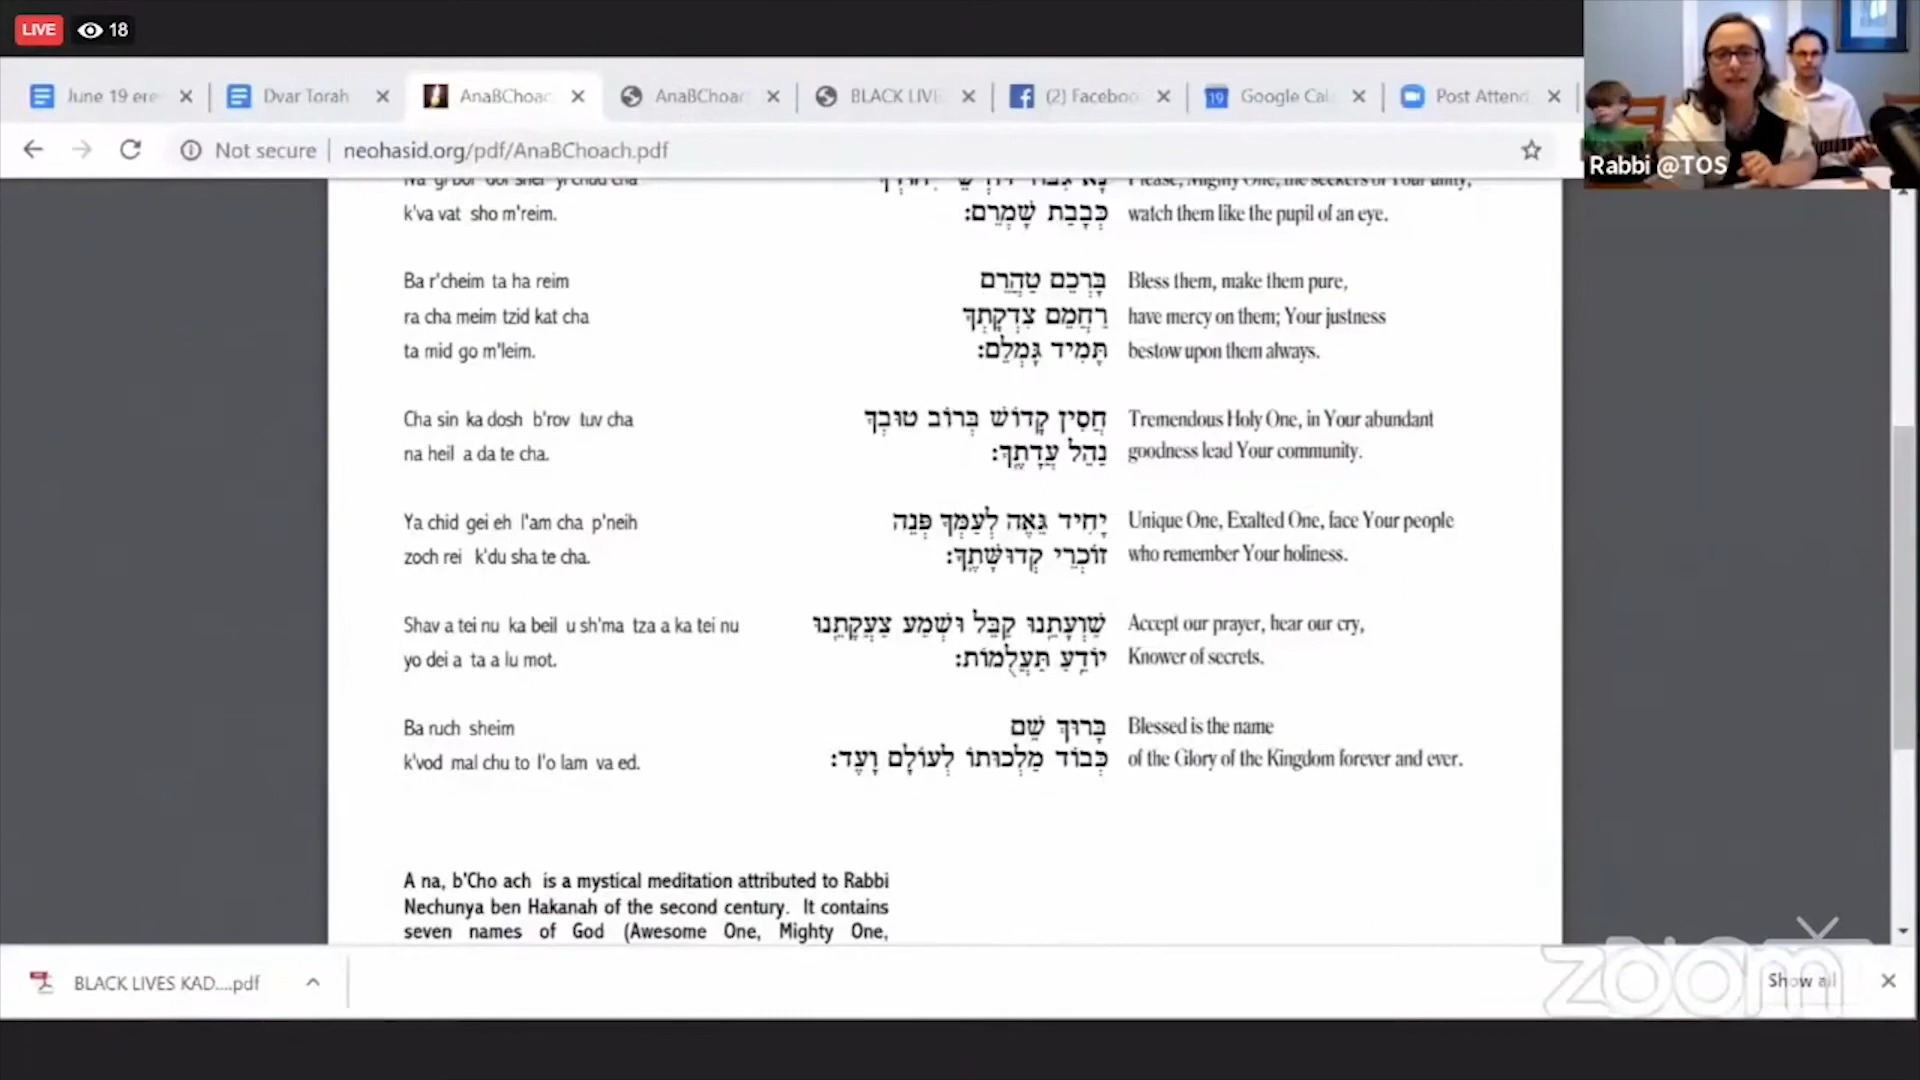 LIVE 18
June 19 ere
Dvar Torah
AnaBChoac
AnaBChoac
BLACK LIVE
(2) Faceboo
19 Google Cal
Post Attend
Not secure | neohasid.org/pdf/AnaBChoach.pdf
Rabbi @TOS
k'va vat sho m'reim.
כְּבָבַת שָׁמְרֵם:
watch them like the pupil of an eye.
Ba r'cheim ta ha reim
בָּרְכֵם טַהֲרֵם
Bless them, make them pure,
ra cha meim tzid kat cha
רַחֲמֵם צִדְקָתְךָ
have mercy on them; Your justness
ta mid go m'leim.
תָּמִיד גָּמְלֵם:
bestow upon them always.
Cha sin ka dosh b'rov tuv cha
חֲסִין קָדוֹשׁ בְּרוֹב טוּבְךָ
Tremendous Holy One, in Your abundant
na heil a da te cha.
נַהֵל עֲדָתֶךָ:
goodness lead Your community.
Ya chid gei eh l'am cha p'neih
יָחִיד גֵּאֶה לְעַמְּךָ פְּנֵה
Unique One, Exalted One, face Your people
zoch rei k'du sha te cha.
זוֹכְרֵי קְדוּשָּׁתֶךָ:
who remember Your holiness.
Shav a tei nu ka beil u sh'ma tza a ka tei nu
שַׁוְעָתֵנוּ קַבֵּל וּשְׁמַע צַעֲקָתֵנוּ
Accept our prayer, hear our cry,
yo dei a ta a lu mot.
יוֹדֵעַ תַּעֲלֻמוֹת:
Knower of secrets.
Ba ruch sheim
בָּרוּךְ שֵׁם
Blessed is the name
k'vod mal chu to l'o lam va ed.
כְּבוֹד מַלְכוּתוֹ לְעוֹלָם וָעֶד:
of the Glory of the Kingdom forever and ever.
A na, b'Cho ach is a mystical meditation attributed to Rabbi
Nechunya ben Hakanah of the second century. It contains
seven names of God (Awesome One, Mighty One,
BLACK LIVES KAD....pdf
Show all
zoom